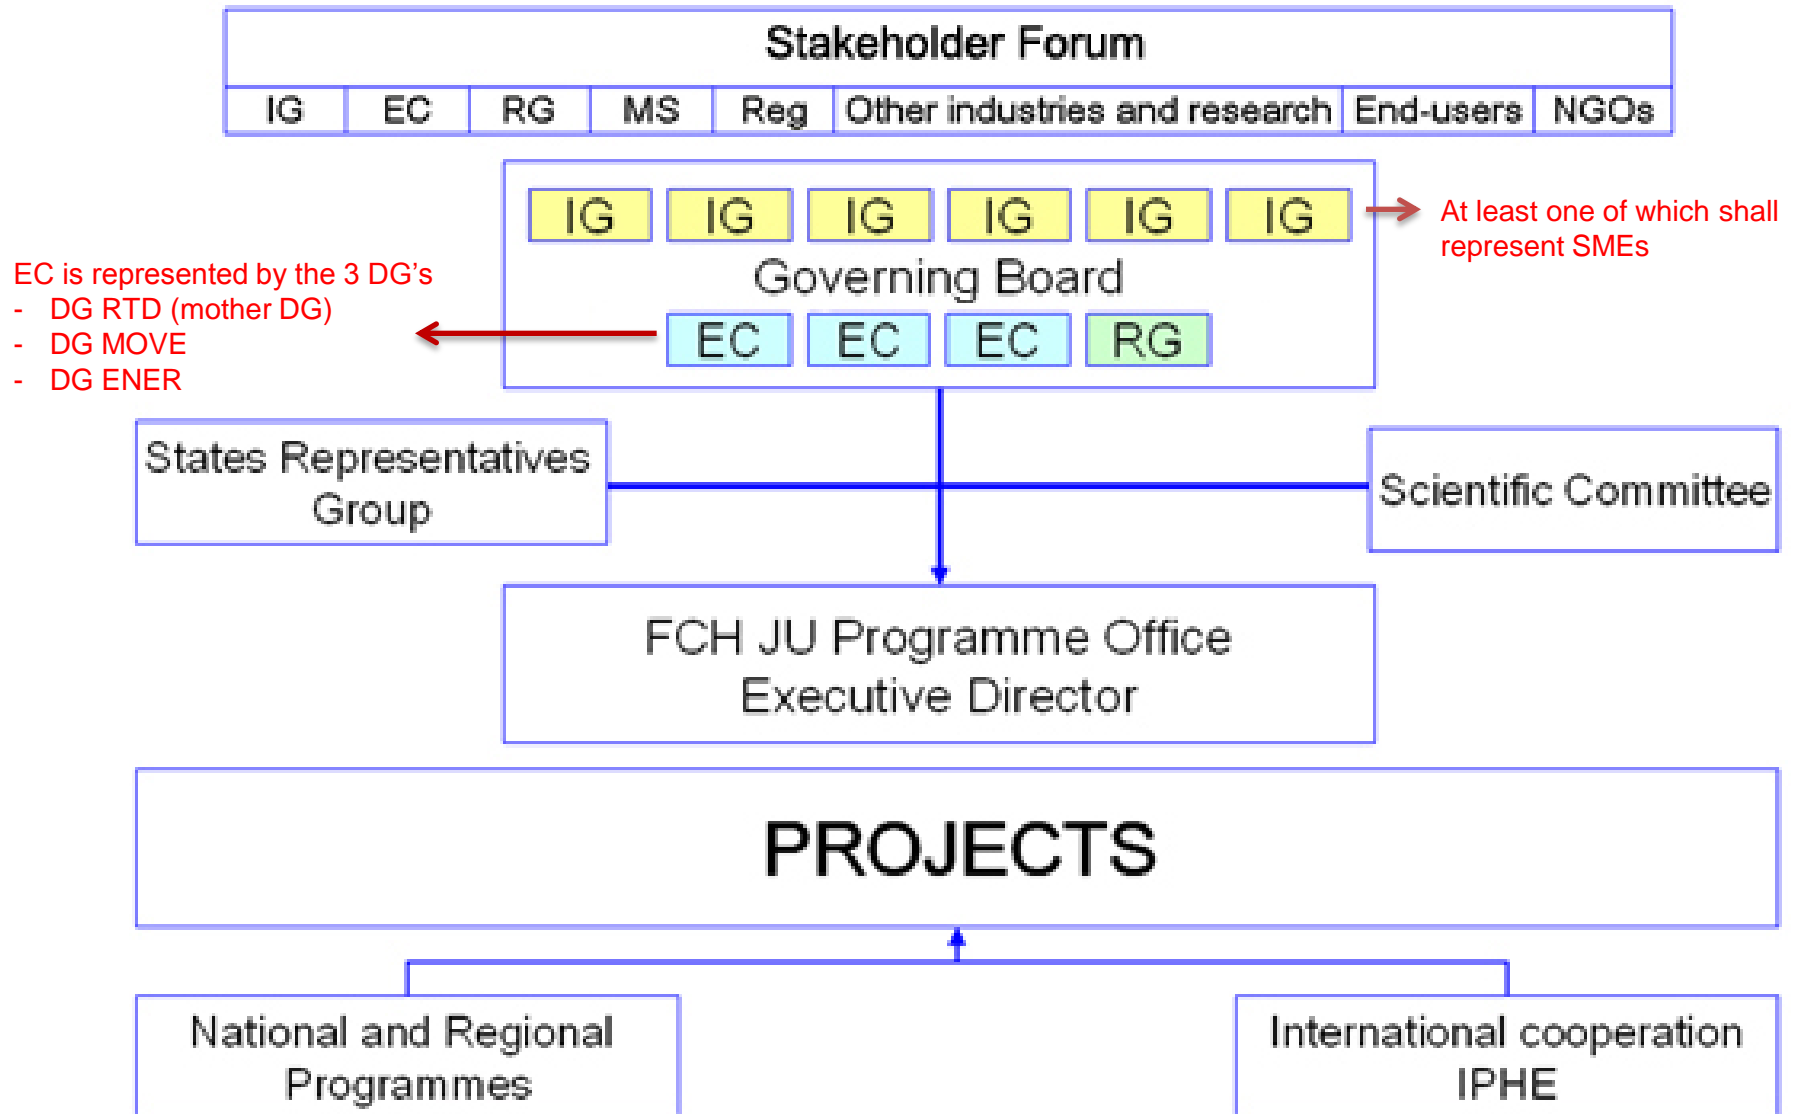 Stakeholder Forum
IG EC RG MS Reg Other industries and research End-users NGOs
IG IG IG IG IG IG
At least one of which shall
represent SMEs
Governing Board
EC is represented by the 3 DG’s
- DG RTD (mother DG)
- DG MOVE
- DG ENER
EC EC EC RG
States Representatives
Group
Scientific Committee
FCH JU Programme Office
Executive Director
PROJECTS
National and Regional
Programmes
International cooperation
IPHE